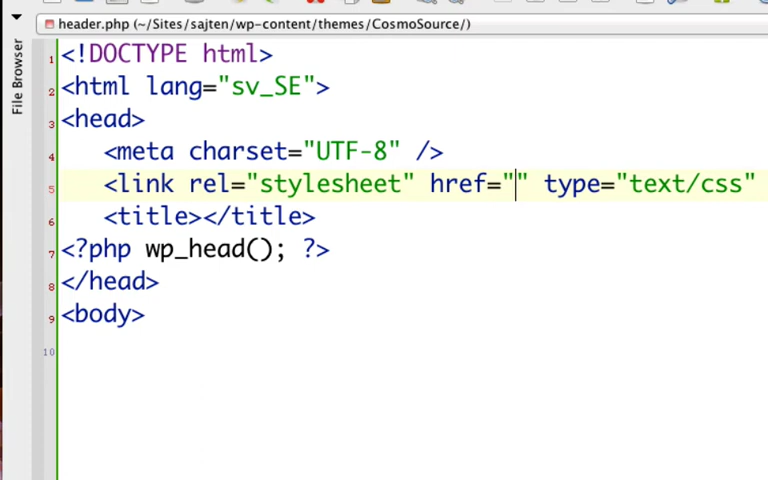 header.php (~/Sites/sajten/wp-content/themes/CosmoSource/)
File Browser
1 <!DOCTYPE html>
2 <html lang="sv_SE">
3 <head>
4 <meta charset="UTF-8" />
5 <link rel="stylesheet" href="" type="text/css"
6 <title></title>
7 <?php wp_head(); ?>
8 </head>
9 <body>
10